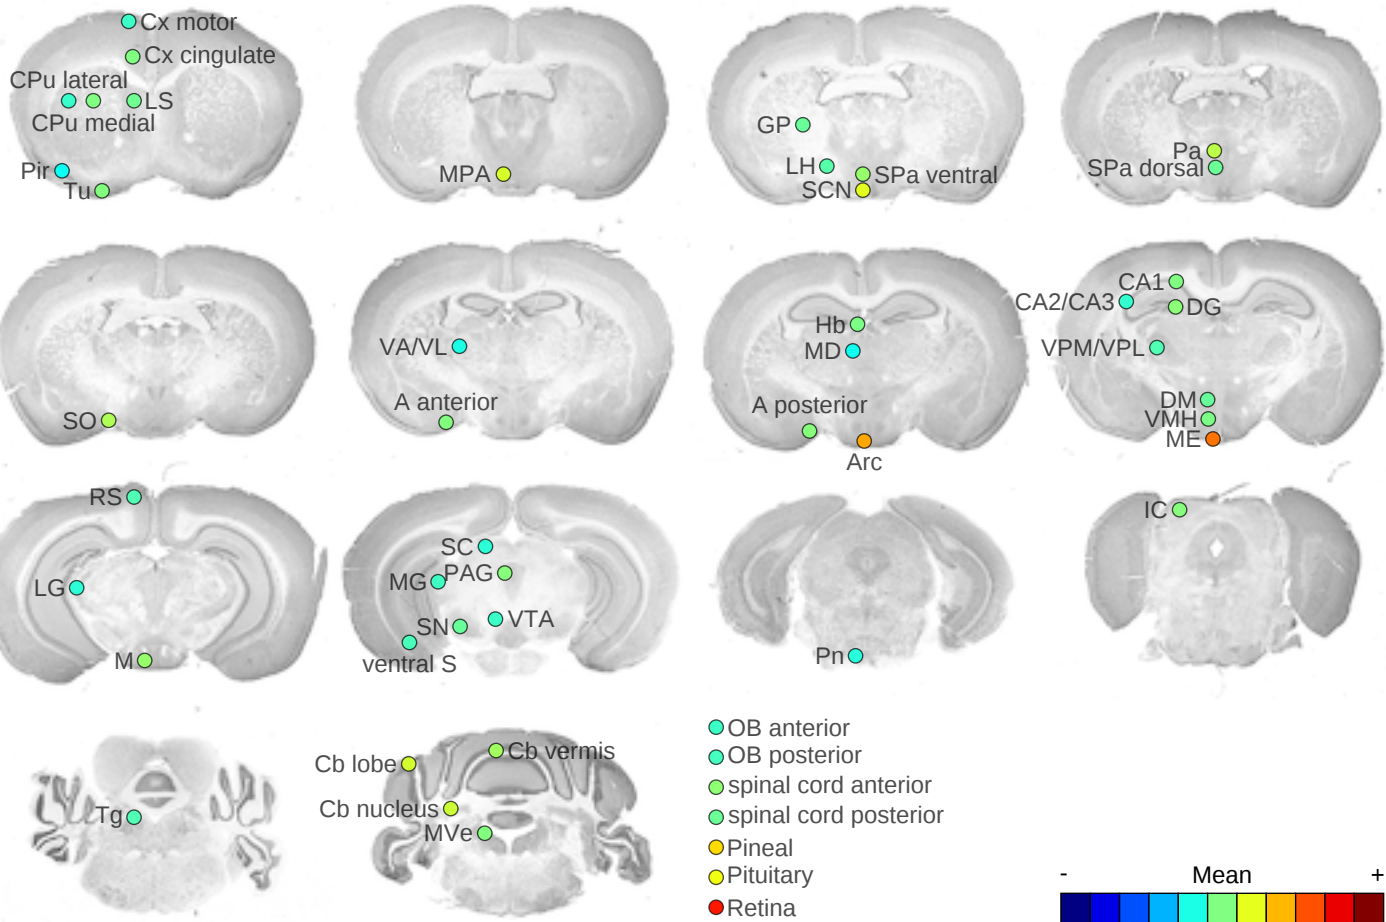 Cx motor
Cx cingulate
CPu lateral
LS
CPu medial
Pir
Tu
MPA
GP
LH
SPa ventral
SCN
Pa
SPa dorsal
SO
VA/VL
A anterior
Hb
MD
A posterior
Arc
CA1
CA2/CA3
DG
VPM/VPL
DM
VMH
ME
RS
LG
M
SC
MG
PAG
SN
VTA
ventral S
Pn
IC
Tg
Cb lobe
Cb vermis
Cb nucleus
MVe
OB anterior
OB posterior
spinal cord anterior
spinal cord posterior
Pineal
Pituitary
Retina
- Mean +